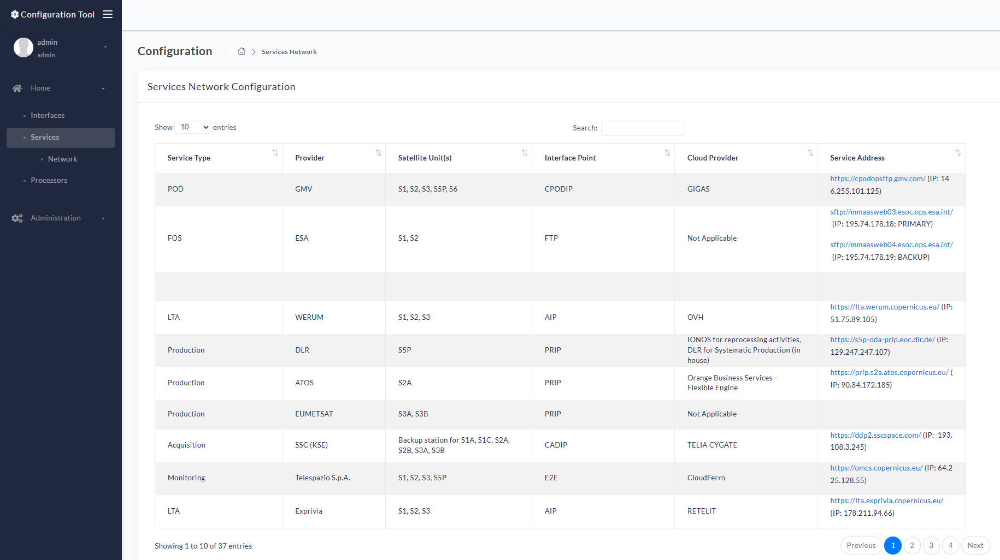 Configuration Tool
admin
admin
Home
Interfaces
Services
Network
Processors
Administration
Configuration
Services Network
Services Network Configuration
Show 10 entries
Search:
Service Type Provider Satellite Unit(s) Interface Point Cloud Provider Service Address
POD GMV S1, S2, S3, S5P, S6 CPODIP GIGAS https://cpodopsftp.gmv.com/ (IP: 14
6.255.101.125)
FOS ESA S1, S2 FTP Not Applicable sftp://mmaasweb03.esoc.ops.esa.int/
(IP: 195.74.178.18; PRIMARY)
sftp://mmaasweb04.esoc.ops.esa.int/
(IP: 195.74.178.19; BACKUP)
LTA WERUM S1, S2, S3 AIP OVH https://lta.werum.copernicus.eu/ (IP:
51.75.89.105)
Production DLR S5P PRIP IONOS for reprocessing activities,
DLR for Systematic Production (in
house)
https://s5p-oda-prip.eoc.dlr.de/ (IP:
129.247.247.107)
Production ATOS S2A PRIP Orange Business Services –
Flexible Engine
https://prip.s2a.atos.copernicus.eu/ (
IP: 90.84.172.185)
Production EUMETSAT S3A, S3B PRIP Not Applicable
Acquisition SSC (KSE) Backup station for S1A, S1C, S2A,
S2B, S3A, S3B
CADIP TELIA CYGATE https://ddp2.sscspace.com/ (IP: 193.
108.3.245)
Monitoring Telespazio S.p.A. S1, S2, S3, S5P E2E CloudFerro https://omcs.copernicus.eu/ (IP: 64.2
25.128.55)
LTA Exprivia S1, S2, S3 AIP RETELIT https://lta.exprivia.copernicus.eu/
(IP: 178.211.94.66)
Showing 1 to 10 of 37 entries
Previous 1 2 3 4 Next